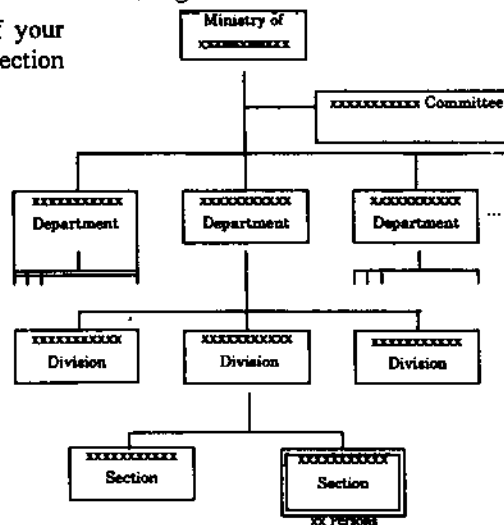 f your
ection
Ministry of
xxxxxxxxxxx
xxxxxxxxxxx Committee
xxxxxxxxxxx
Department
xxxxxxxxxxx
Department
xxxxxxxxxxx
Department
...
xxxxxxxxxxx
Division
xxxxxxxxxxx
Division
xxxxxxxxxxx
Division
xxxxxxxxxxx
Section
xxxxxxxxxxx
Section
xx Persons